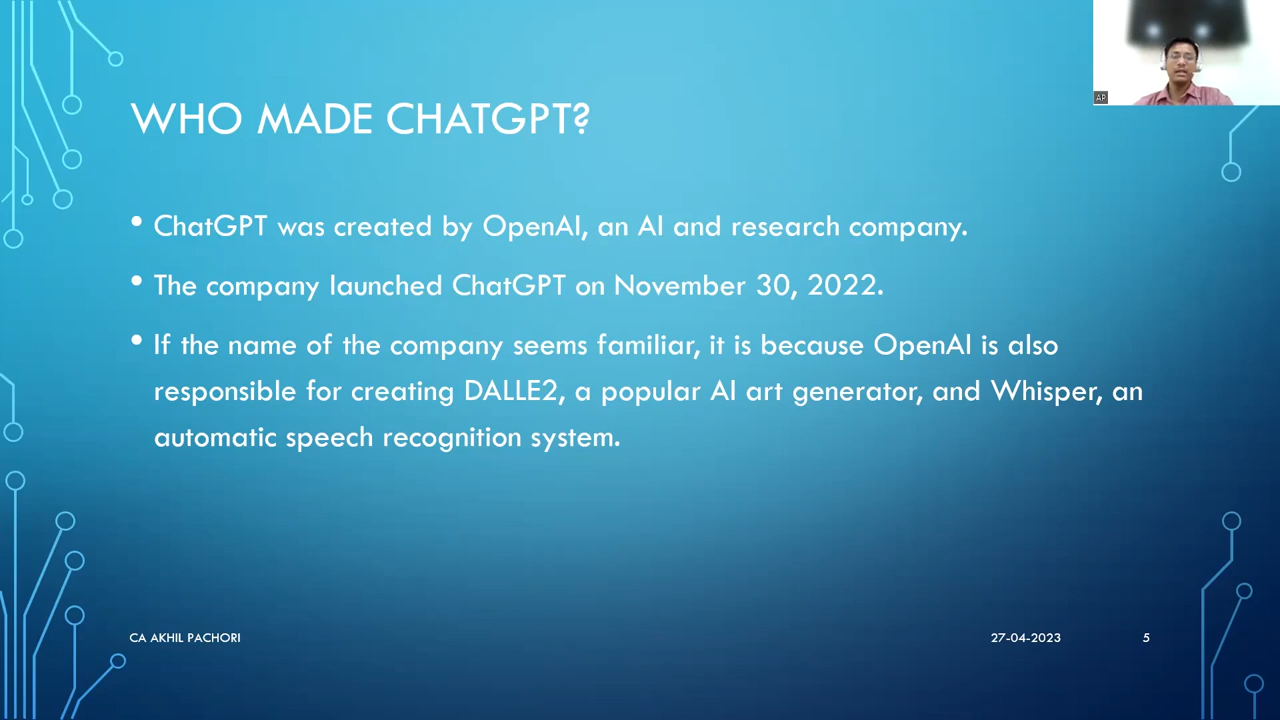 AP
WHO MADE CHATGPT?
• ChatGPT was created by OpenAI, an AI and research company.
• The company launched ChatGPT on November 30, 2022.
• If the name of the company seems familiar, it is because OpenAI is also
responsible for creating DALLE2, a popular AI art generator, and Whisper, an
automatic speech recognition system.
CA AKHIL PACHORI 27-04-2023 5